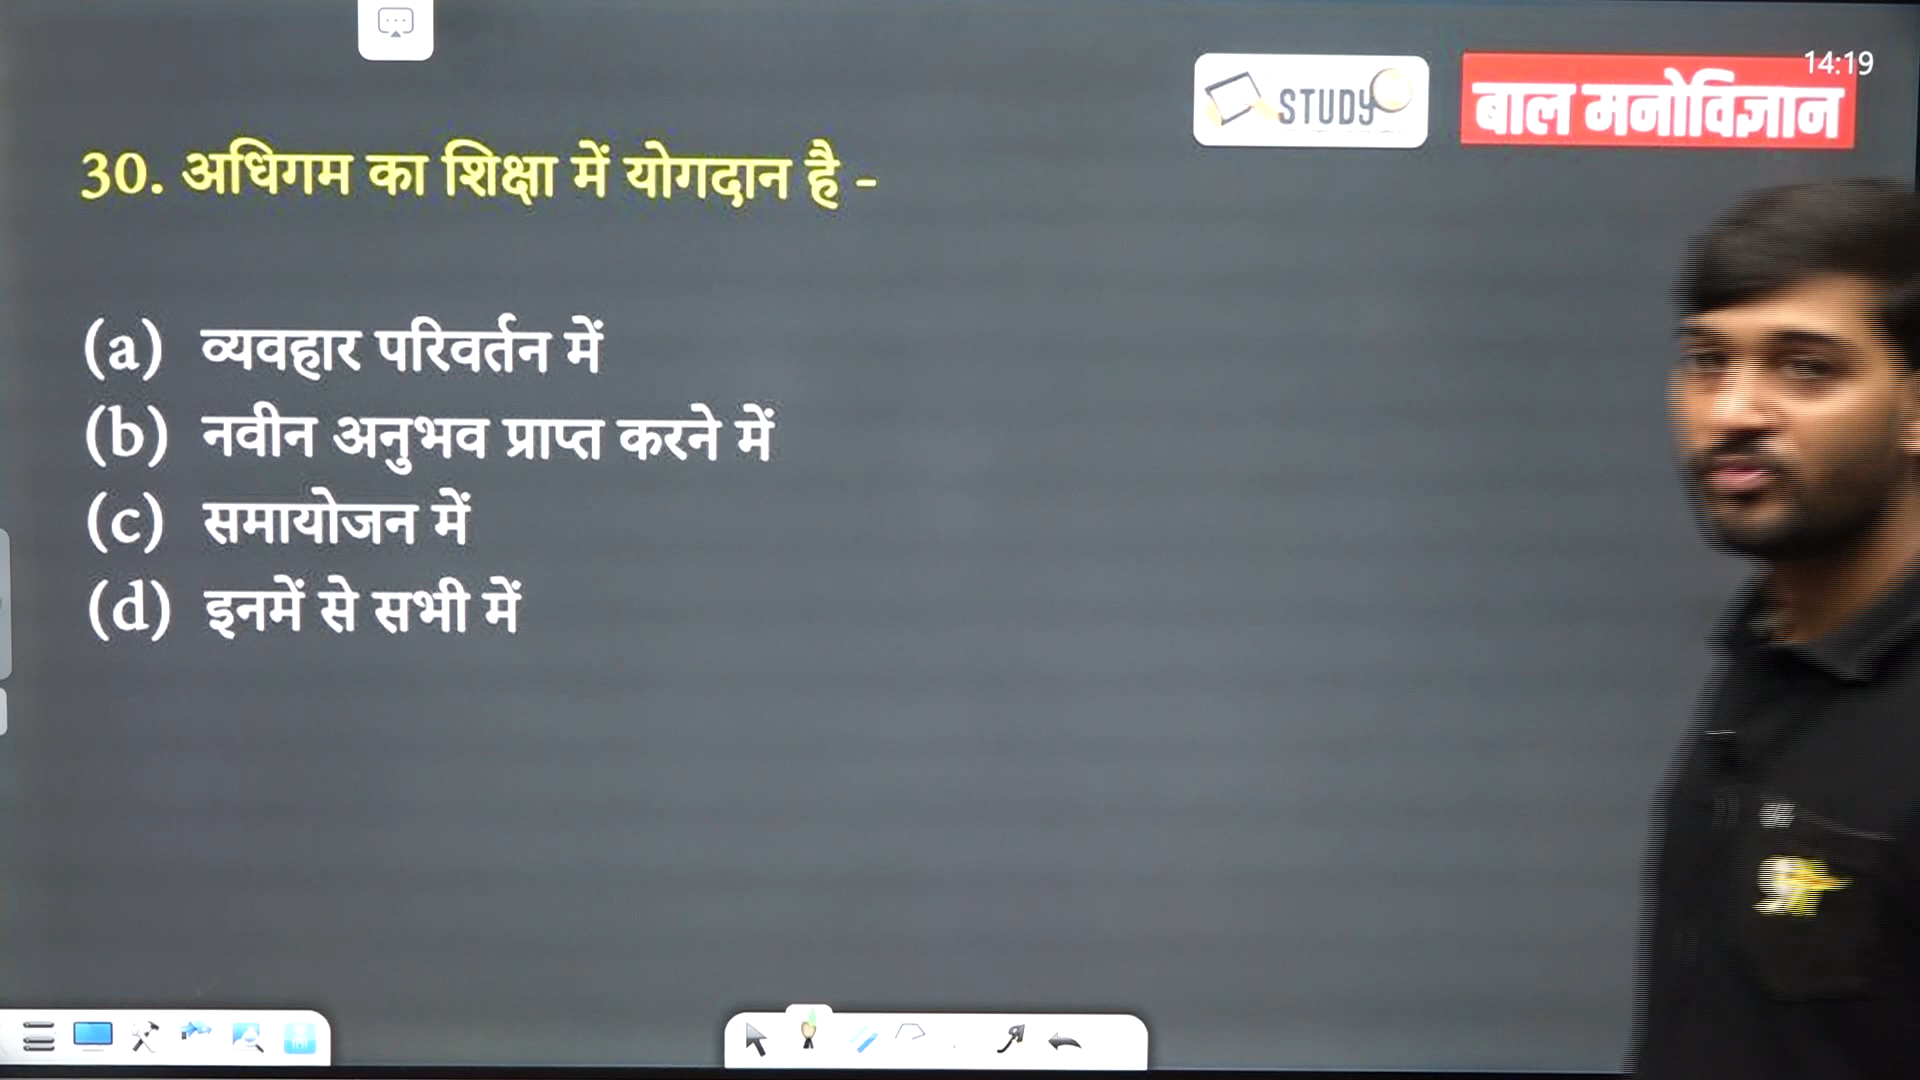 14:19
STUDY
बाल मनोविज्ञान
30. अधिगम का शिक्षा में योगदान है -
(a) व्यवहार परिवर्तन में
(b) नवीन अनुभव प्राप्त करने में
(c) समायोजन में
(d) इनमें से सभी में